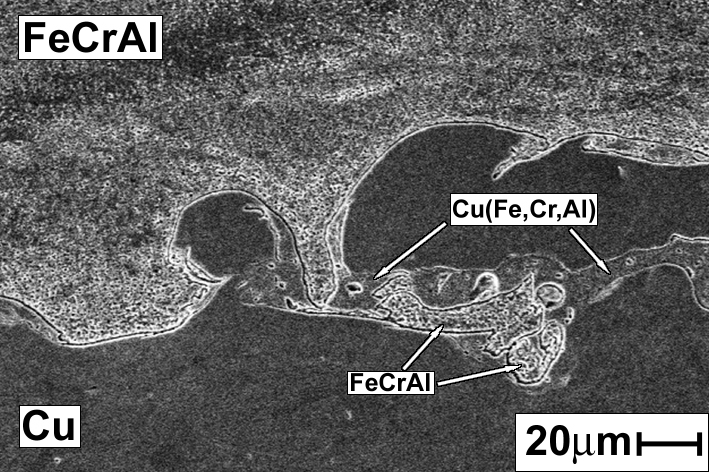 FeCrAl
Cu(Fe,Cr,Al)
FeCrAl
Cu
20μm